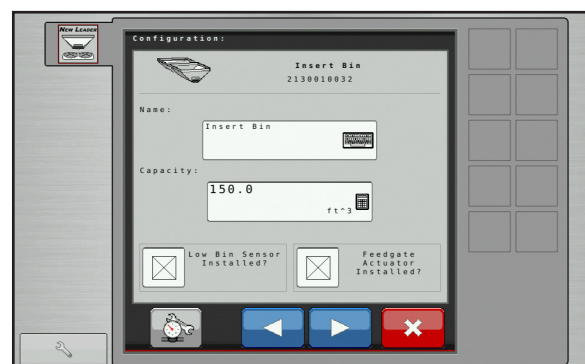 New Leader
Configuration:
Insert Bin
2130010032
Name:
Insert Bin
Capacity:
150.0
ft^3
Low Bin Sensor
Installed?
Feedgate
Actuator
Installed?